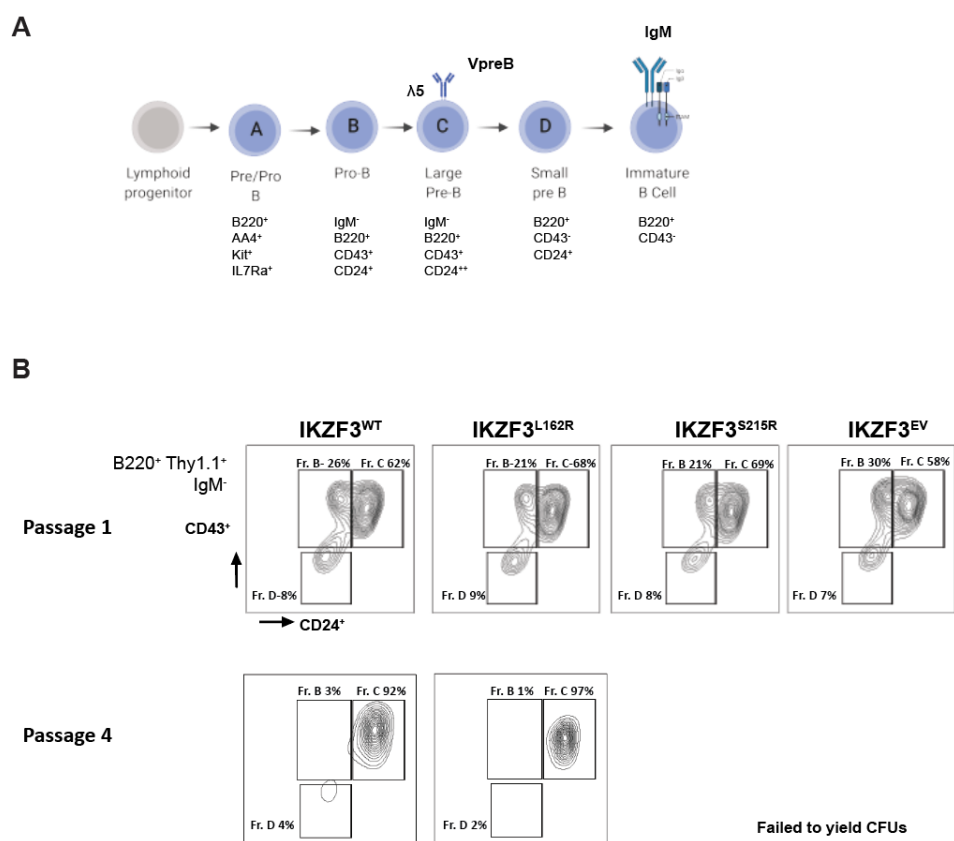 A
IgM
VpreB
λ5
A
B
C
D
Lymphoid progenitor
Pre/Pro B
Pro-B
Large Pre-B
Small pre B
Immature B Cell
B220⁺
AA4⁺
Kit⁺
IL7Ra⁺
IgM⁻
B220⁺
CD43⁺
CD24⁺
IgM⁻
B220⁺
CD43⁺
CD24⁺⁺
B220⁺
CD43⁻
CD24⁺
B220⁺
CD43⁻
B
IKZF3ᵂᵀ
IKZF3ᴸ¹⁶²ᴿ
IKZF3ˢ²¹⁵ᴿ
IKZF3ᴱⱽ
B220⁺ Thy1.1⁺
IgM⁻
Passage 1
CD43⁺
Fr. B- 26% Fr. C 62%
Fr. D-8%
CD24⁺
Fr. B-21% Fr. C-68%
Fr. D 9%
Fr. B 21% Fr. C 69%
Fr. D 8%
Fr. B 30% Fr. C 58%
Fr. D 7%
Passage 4
Fr. B 3% Fr. C 92%
Fr. D 4%
Fr. B 1% Fr. C 97%
Fr. D 2%
Failed to yield CFUs